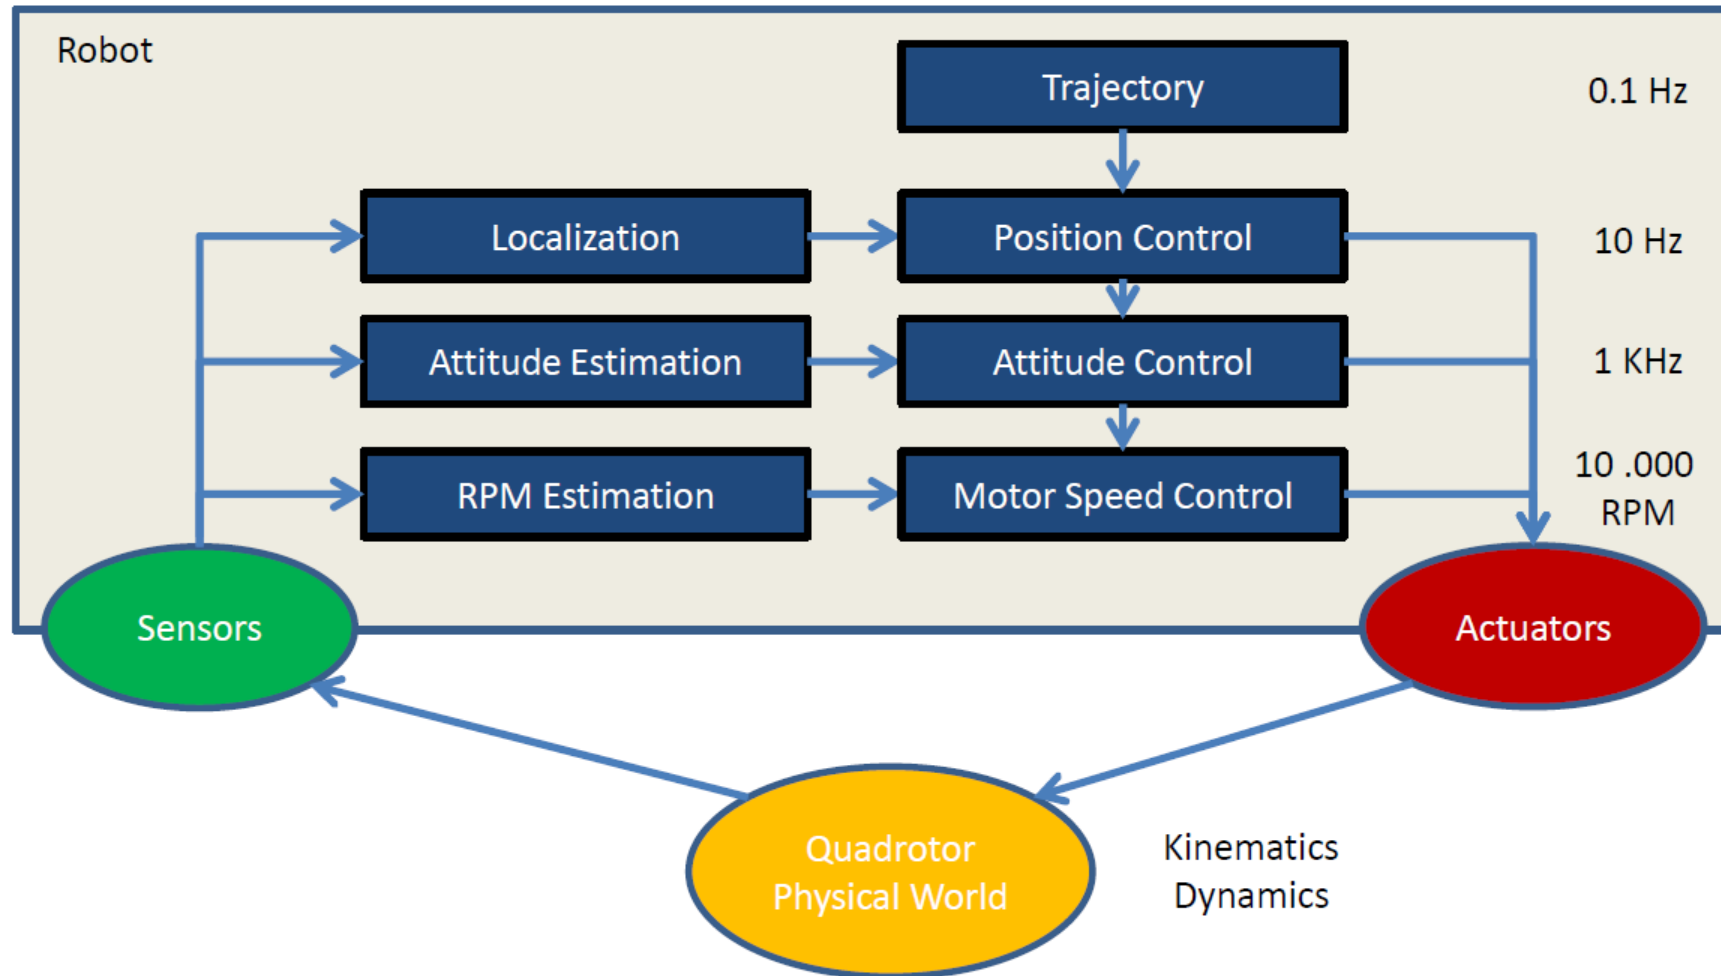 Robot
Trajectory
0.1 Hz
Localization
Position Control
10 Hz
Attitude Estimation
Attitude Control
1 KHz
RPM Estimation
Motor Speed Control
10 .000
RPM
Sensors
Actuators
Quadrotor
Physical World
Kinematics
Dynamics